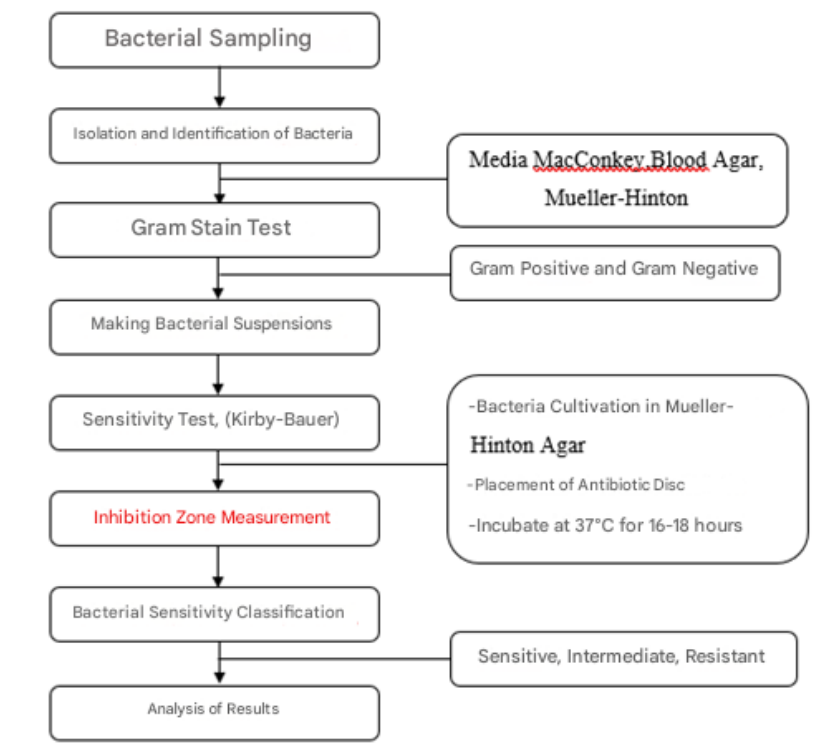 Bacterial Sampling
Isolation and Identification of Bacteria
Media MacConkey,Blood Agar,
Mueller-Hinton
Gram Stain Test
Gram Positive and Gram Negative
Making Bacterial Suspensions
Sensitivity Test, (Kirby-Bauer)
-Bacteria Cultivation in Mueller-
Hinton Agar
-Placement of Antibiotic Disc
-Incubate at 37°C for 16-18 hours
Inhibition Zone Measurement
Bacterial Sensitivity Classification
Sensitive, Intermediate, Resistant
Analysis of Results